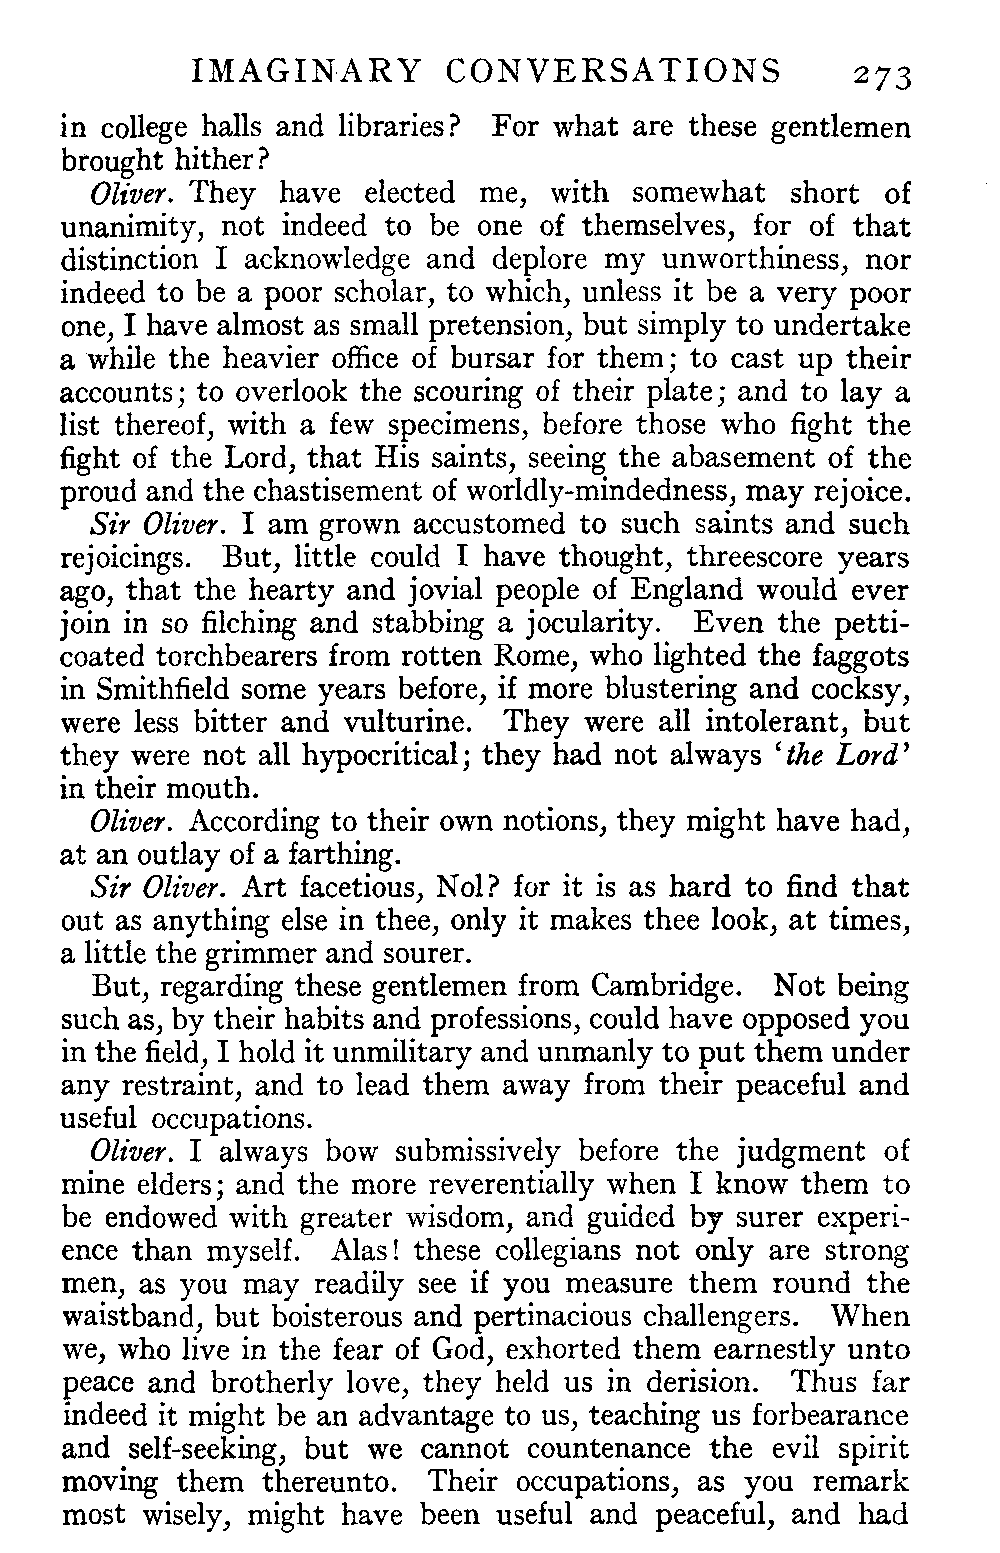 IMAGINARY CONVERSATIONS 273
in college halls and libraries? For what are these gentlemen
brought hither?
Oliver. They have elected me, with somewhat short of
unanimity, not indeed to be one of themselves, for of that
distinction I acknowledge and deplore my unworthiness, nor
indeed to be a poor scholar, to which, unless it be a very poor
one, I have almost as small pretension, but simply to undertake
a while the heavier office of bursar for them; to cast up their
accounts; to overlook the scouring of their plate; and to lay a
list thereof, with a few specimens, before those who fight the
fight of the Lord, that His saints, seeing the abasement of the
proud and the chastisement of worldly-mindedness, may rejoice.
Sir Oliver. I am grown accustomed to such saints and such
rejoicings. But, little could I have thought, threescore years
ago, that the hearty and jovial people of England would ever
join in so filching and stabbing a jocularity. Even the petti-
coated torchbearers from rotten Rome, who lighted the faggots
in Smithfield some years before, if more blustering and cocksy,
were less bitter and vulturine. They were all intolerant, but
they were not all hypocritical; they had not always ‘the Lord’
in their mouth.
Oliver. According to their own notions, they might have had,
at an outlay of a farthing.
Sir Oliver. Art facetious, Nol? for it is as hard to find that
out as anything else in thee, only it makes thee look, at times,
a little the grimmer and sourer.
But, regarding these gentlemen from Cambridge. Not being
such as, by their habits and professions, could have opposed you
in the field, I hold it unmilitary and unmanly to put them under
any restraint, and to lead them away from their peaceful and
useful occupations.
Oliver. I always bow submissively before the judgment of
mine elders; and the more reverentially when I know them to
be endowed with greater wisdom, and guided by surer experi-
ence than myself. Alas! these collegians not only are strong
men, as you may readily see if you measure them round the
waistband, but boisterous and pertinacious challengers. When
we, who live in the fear of God, exhorted them earnestly unto
peace and brotherly love, they held us in derision. Thus far
indeed it might be an advantage to us, teaching us forbearance
and self-seeking, but we cannot countenance the evil spirit
moving them thereunto. Their occupations, as you remark
most wisely, might have been useful and peaceful, and had